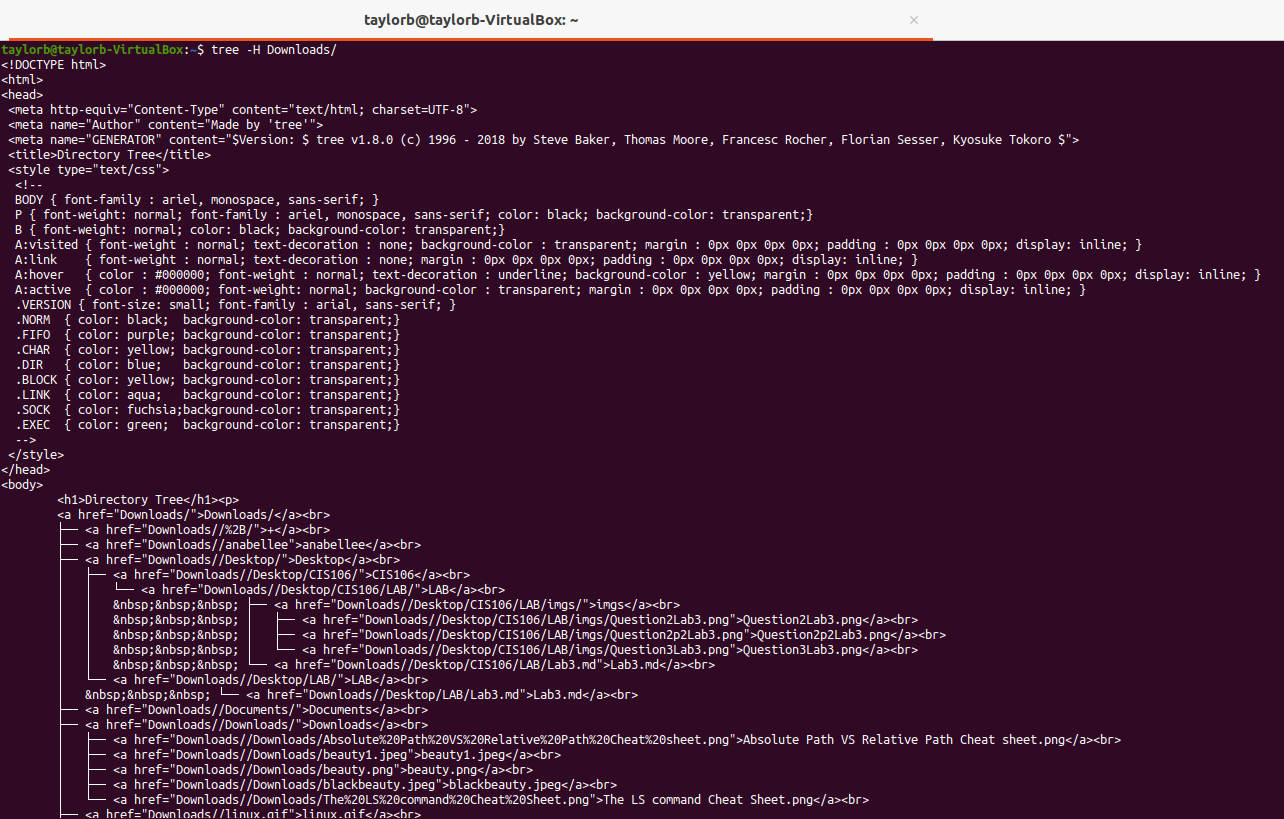 taylorb@taylorb-VirtualBox: ~
taylorb@taylorb-VirtualBox:~$ tree -H Downloads/
<!DOCTYPE html>
<html>
<head>
 <meta http-equiv="Content-Type" content="text/html; charset=UTF-8">
 <meta name="Author" content="Made by 'tree'">
 <meta name="GENERATOR" content="$Version: $ tree v1.8.0 (c) 1996 - 2018 by Steve Baker, Thomas Moore, Francesc Rocher, Florian Sesser, Kyosuke Tokoro $">
 <title>Directory Tree</title>
 <style type="text/css">
  <!--
  BODY { font-family : ariel, monospace, sans-serif; }
  P { font-weight: normal; font-family : ariel, monospace, sans-serif; color: black; background-color: transparent;}
  B { font-weight: normal; color: black; background-color: transparent;}
  A:visited { font-weight : normal; text-decoration : none; background-color : transparent; margin : 0px 0px 0px 0px; padding : 0px 0px 0px 0px; display: inline; }
  A:link    { font-weight : normal; text-decoration : none; margin : 0px 0px 0px 0px; padding : 0px 0px 0px 0px; display: inline; }
  A:hover   { color : #000000; font-weight : normal; text-decoration : underline; background-color : yellow; margin : 0px 0px 0px 0px; padding : 0px 0px 0px 0px; display: inline; }
  A:active  { color : #000000; font-weight: normal; background-color : transparent; margin : 0px 0px 0px 0px; padding : 0px 0px 0px 0px; display: inline; }
  .VERSION { font-size: small; font-family : arial, sans-serif; }
  .NORM  { color: black;  background-color: transparent;}
  .FIFO  { color: purple; background-color: transparent;}
  .CHAR  { color: yellow; background-color: transparent;}
  .DIR   { color: blue;   background-color: transparent;}
  .BLOCK { color: yellow; background-color: transparent;}
  .LINK  { color: aqua;   background-color: transparent;}
  .SOCK  { color: fuchsia;background-color: transparent;}
  .EXEC  { color: green;  background-color: transparent;}
  -->
 </style>
</head>
<body>
        <h1>Directory Tree</h1><p>
        <a href="Downloads/">Downloads/</a><br>
        ├── <a href="Downloads//%2B/">+</a><br>
        ├── <a href="Downloads//anabellee">anabellee</a><br>
        ├── <a href="Downloads//Desktop/">Desktop</a><br>
        │   ├── <a href="Downloads//Desktop/CIS106/">CIS106</a><br>
        │   │   └── <a href="Downloads//Desktop/CIS106/LAB/">LAB</a><br>
        │   │   &nbsp;&nbsp;&nbsp; ├── <a href="Downloads//Desktop/CIS106/LAB/imgs/">imgs</a><br>
        │   │   &nbsp;&nbsp;&nbsp; │   ├── <a href="Downloads//Desktop/CIS106/LAB/imgs/Question2Lab3.png">Question2Lab3.png</a><br>
        │   │   &nbsp;&nbsp;&nbsp; │   ├── <a href="Downloads//Desktop/CIS106/LAB/imgs/Question2p2Lab3.png">Question2p2Lab3.png</a><br>
        │   │   &nbsp;&nbsp;&nbsp; │   └── <a href="Downloads//Desktop/CIS106/LAB/imgs/Question3Lab3.png">Question3Lab3.png</a><br>
        │   │   &nbsp;&nbsp;&nbsp; └── <a href="Downloads//Desktop/CIS106/LAB/Lab3.md">Lab3.md</a><br>
        │   └── <a href="Downloads//Desktop/LAB/">LAB</a><br>
        │   &nbsp;&nbsp;&nbsp; └── <a href="Downloads//Desktop/LAB/Lab3.md">Lab3.md</a><br>
        ├── <a href="Downloads//Documents/">Documents</a><br>
        ├── <a href="Downloads//Downloads/">Downloads</a><br>
        │   ├── <a href="Downloads//Downloads/Absolute%20Path%20VS%20Relative%20Path%20Cheat%20sheet.png">Absolute Path VS Relative Path Cheat sheet.png</a><br>
        │   ├── <a href="Downloads//Downloads/beauty1.jpeg">beauty1.jpeg</a><br>
        │   ├── <a href="Downloads//Downloads/beauty.png">beauty.png</a><br>
        │   ├── <a href="Downloads//Downloads/blackbeauty.jpeg">blackbeauty.jpeg</a><br>
        │   └── <a href="Downloads//Downloads/The%20LS%20command%20Cheat%20Sheet.png">The LS command Cheat Sheet.png</a><br>
        ├── <a href="Downloads//linux.gif">linux.gif</a><br>